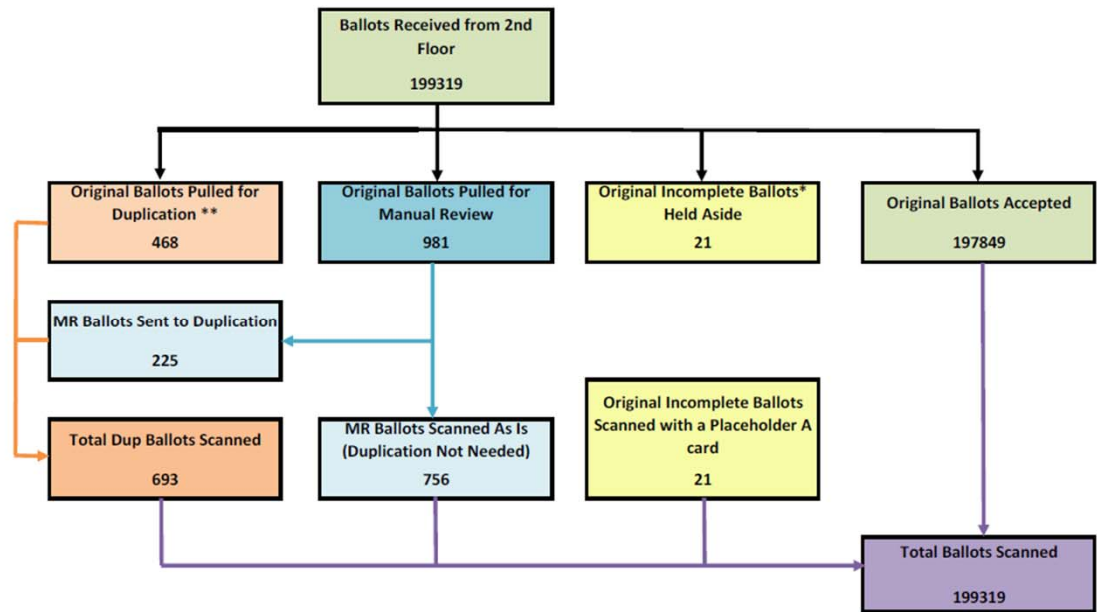 Ballots Received from 2nd
Floor
199319
Original Ballots Pulled for
Duplication **
468
Original Ballots Pulled for
Manual Review
981
Original Incomplete Ballots*
Held Aside
21
Original Ballots Accepted
197849
MR Ballots Sent to Duplication
225
Total Dup Ballots Scanned
693
MR Ballots Scanned As Is
(Duplication Not Needed)
756
Original Incomplete Ballots
Scanned with a Placeholder A
card
21
Total Ballots Scanned
199319